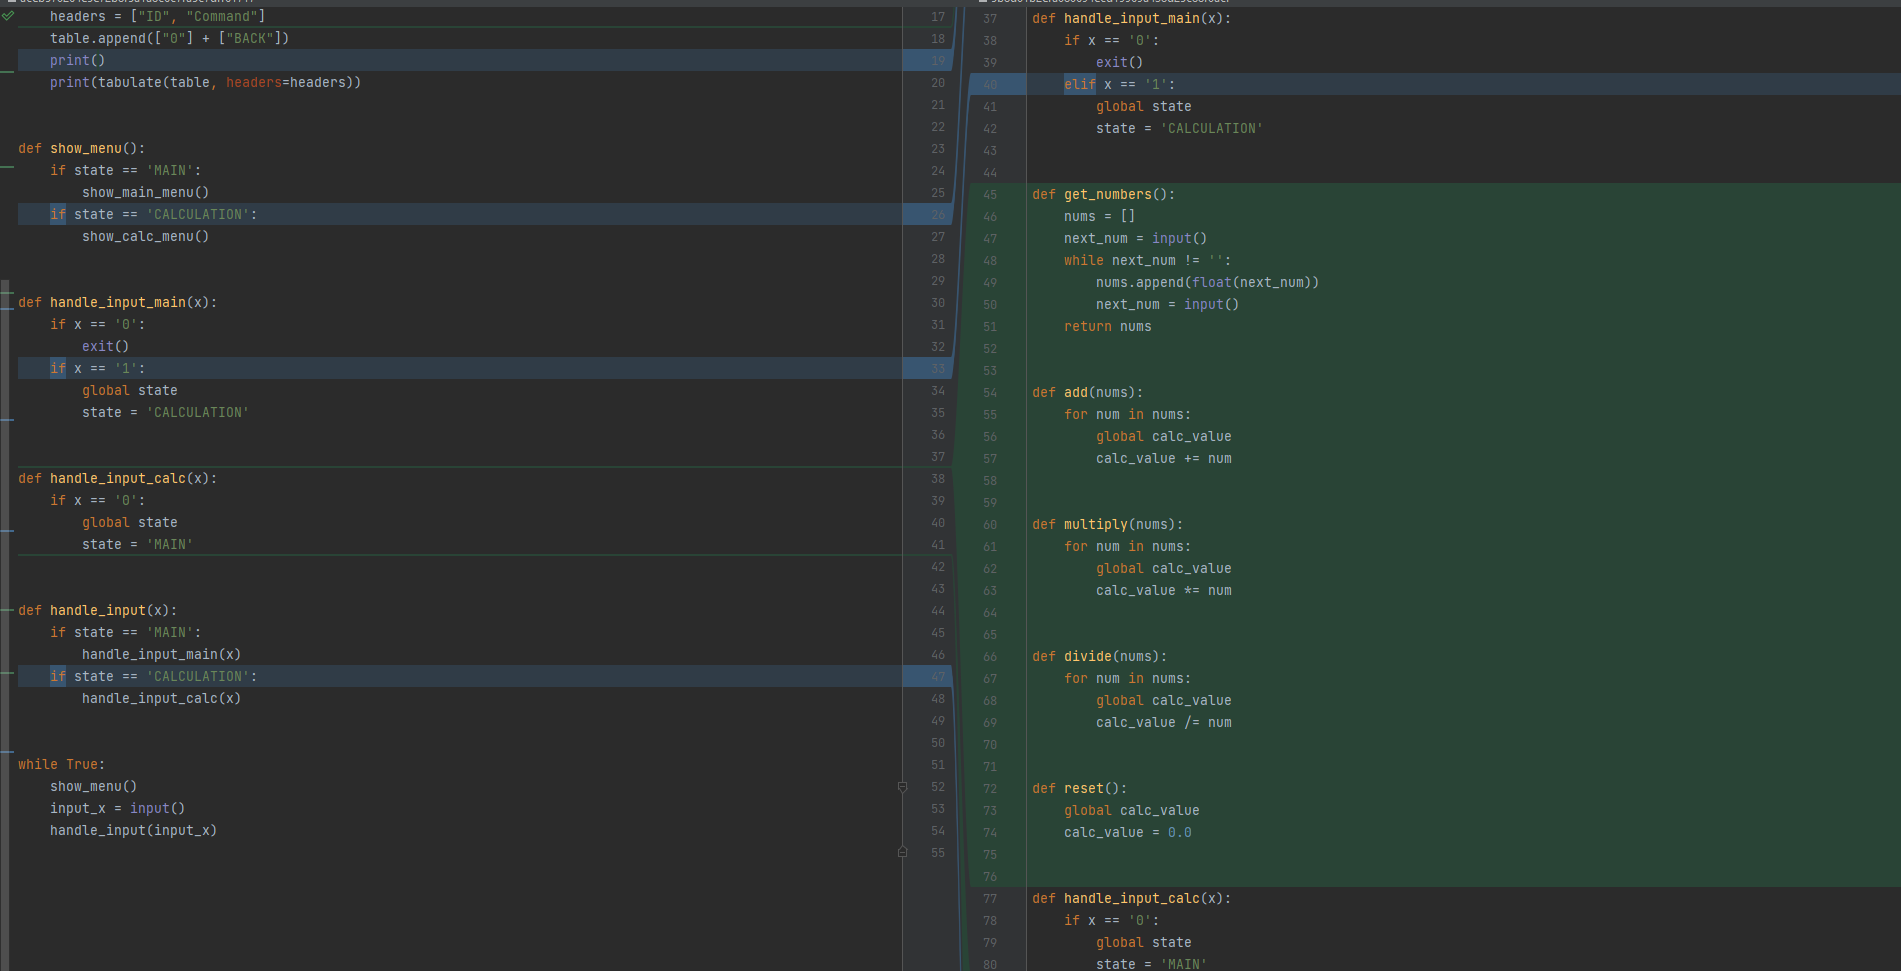 headers = ["ID", "Command"]
17
table.append(["0"] + ["BACK"])
18
print()
19
print(tabulate(table, headers=headers))
20
21
22
def show_menu():
23
if state == 'MAIN':
24
show_main_menu()
25
if state == 'CALCULATION':
26
show_calc_menu()
27
28
29
def handle_input_main(x):
30
if x == '0':
31
exit()
32
if x == '1':
33
global state
34
state = 'CALCULATION'
35
36
37
def handle_input_calc(x):
38
if x == '0':
39
global state
40
state = 'MAIN'
41
42
43
def handle_input(x):
44
if state == 'MAIN':
45
handle_input_main(x)
46
if state == 'CALCULATION':
47
handle_input_calc(x)
48
49
50
while True:
51
show_menu()
52
input_x = input()
53
handle_input(input_x)
54
55
37 def handle_input_main(x):
38 if x == '0':
39 exit()
40 elif x == '1':
41 global state
42 state = 'CALCULATION'
43
44
45 def get_numbers():
46 nums = []
47 next_num = input()
48 while next_num != '':
49 nums.append(float(next_num))
50 next_num = input()
51 return nums
52
53
54 def add(nums):
55 for num in nums:
56 global calc_value
57 calc_value += num
58
59
60 def multiply(nums):
61 for num in nums:
62 global calc_value
63 calc_value *= num
64
65
66 def divide(nums):
67 for num in nums:
68 global calc_value
69 calc_value /= num
70
71
72 def reset():
73 global calc_value
74 calc_value = 0.0
75
76
77 def handle_input_calc(x):
78 if x == '0':
79 global state
80 state = 'MAIN'